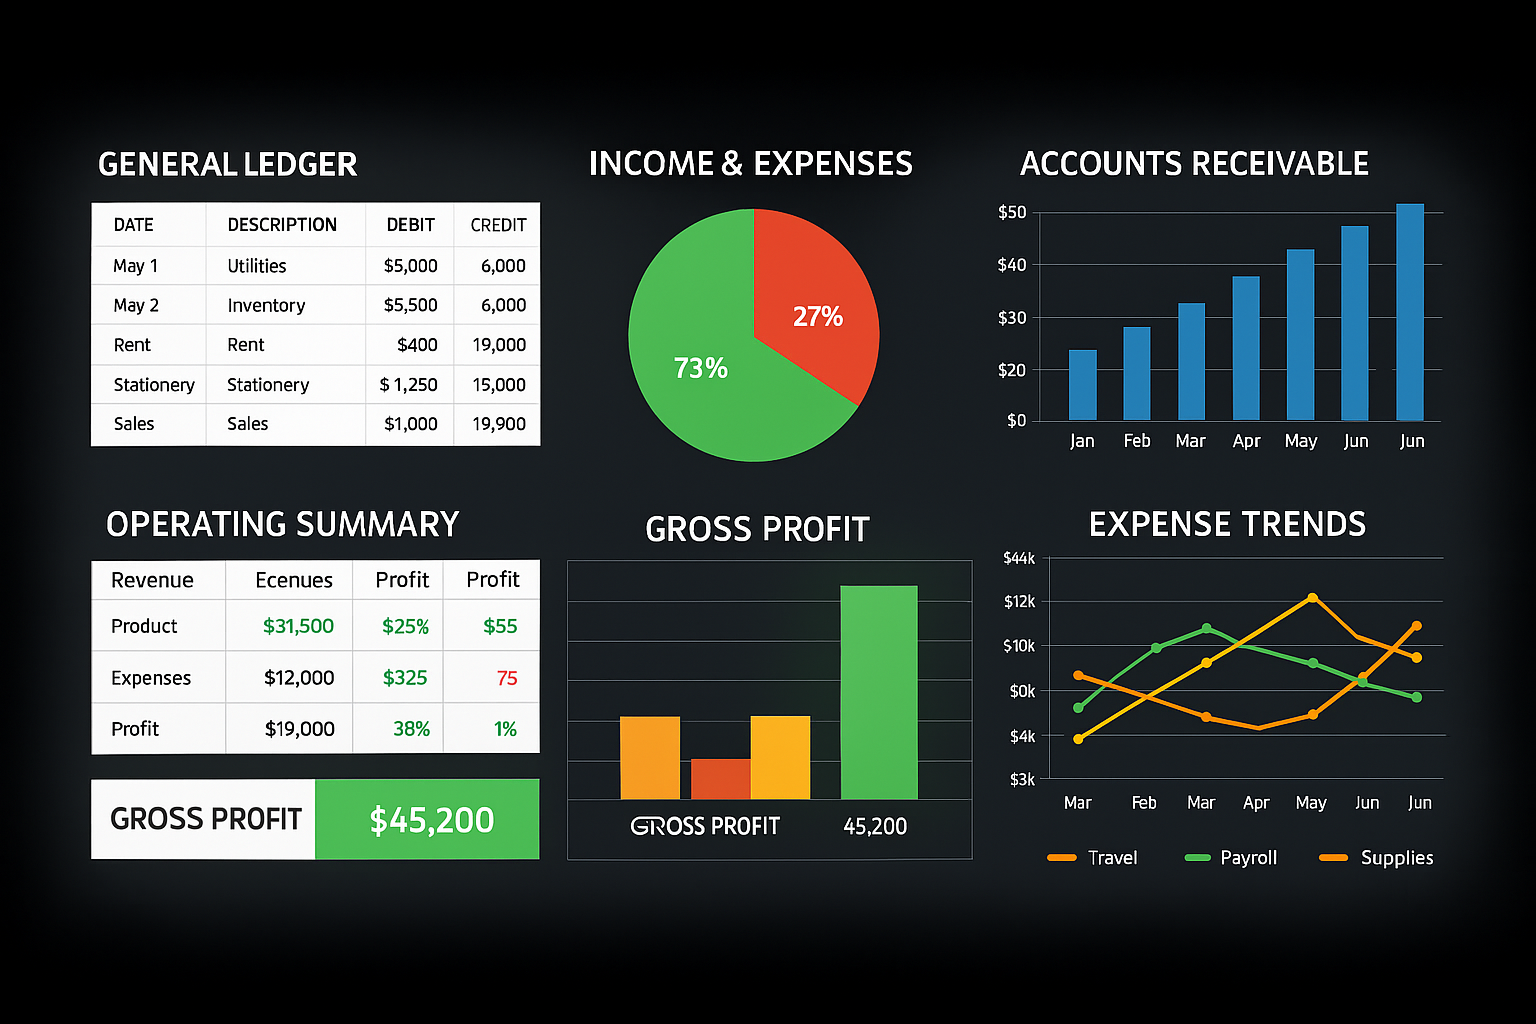 GENERAL LEDGER
DATE DESCRIPTION DEBIT CREDIT
May 1 Utilities $5,000 6,000
May 2 Inventory $5,500 6,000
Rent Rent $400 19,000
Stationery Stationery $ 1,250 15,000
Sales Sales $1,000 19,900
INCOME & EXPENSES
27%
73%
ACCOUNTS RECEIVABLE
$50
$40
$30
$20
$0
Jan Feb Mar Apr May Jun Jun
OPERATING SUMMARY
Revenue Ecenues Profit Profit
Product $31,500 $25% $55
Expenses $12,000 $325 75
Profit $19,000 38% 1%
GROSS PROFIT $45,200
GROSS PROFIT
GROSS PROFIT 45,200
EXPENSE TRENDS
$44k
$12k
$10k
$0k
$4k
$3k
Mar Feb Mar Apr May Jun Jun
Travel Payroll Supplies